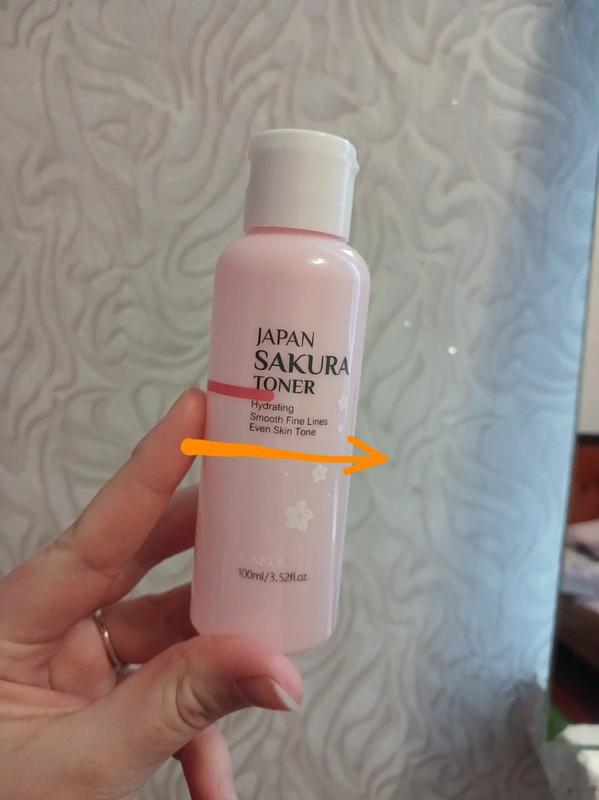 JAPAN
SAKURA
TONER
Hydrating
Smooth Fine Lines
Even Skin Tone
100ml/3.52fl.oz.